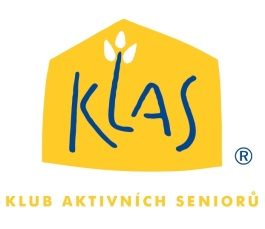 KLAS
®
KLUB AKTIVNÍCH SENIORŮ